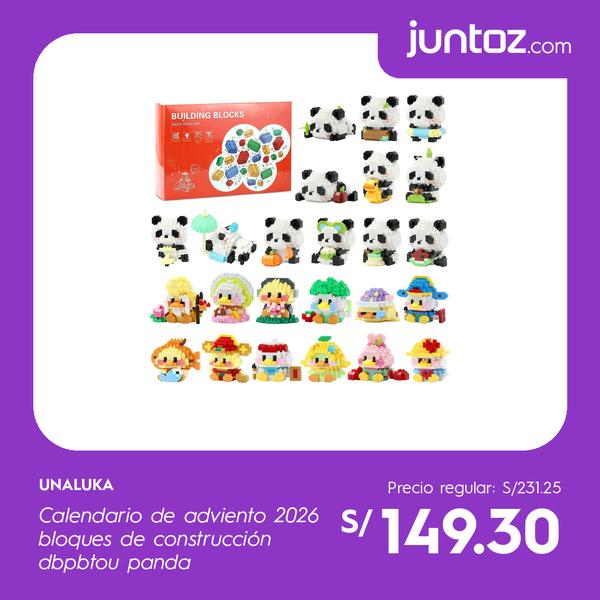 juntoz.com
BUILDING BLOCKS
UNALUKA
Calendario de adviento 2026
bloques de construcción
dbpbtou panda
Precio regular: S/231.25
S/149.30